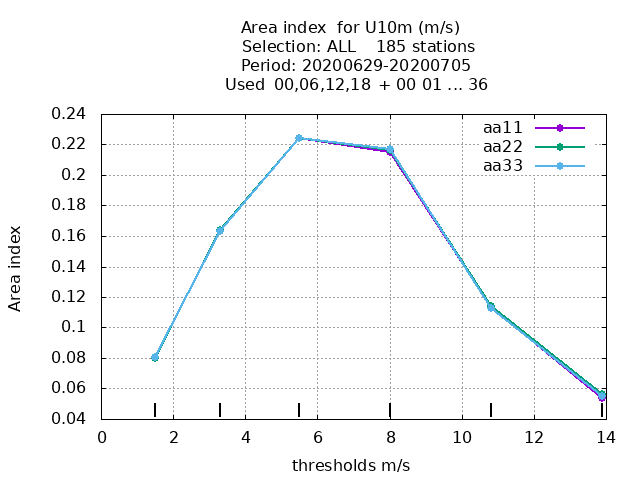 Area index  for U10m (m/s)
Selection: ALL    185 stations
Period: 20200629-20200705
Used  00,06,12,18  + 00 01 ... 36
aa11
aa22
aa33
Area index
0.24
0.22
0.2
0.18
0.16
0.14
0.12
0.1
0.08
0.06
0.04
0 2 4 6 8 10 12 14
thresholds m/s